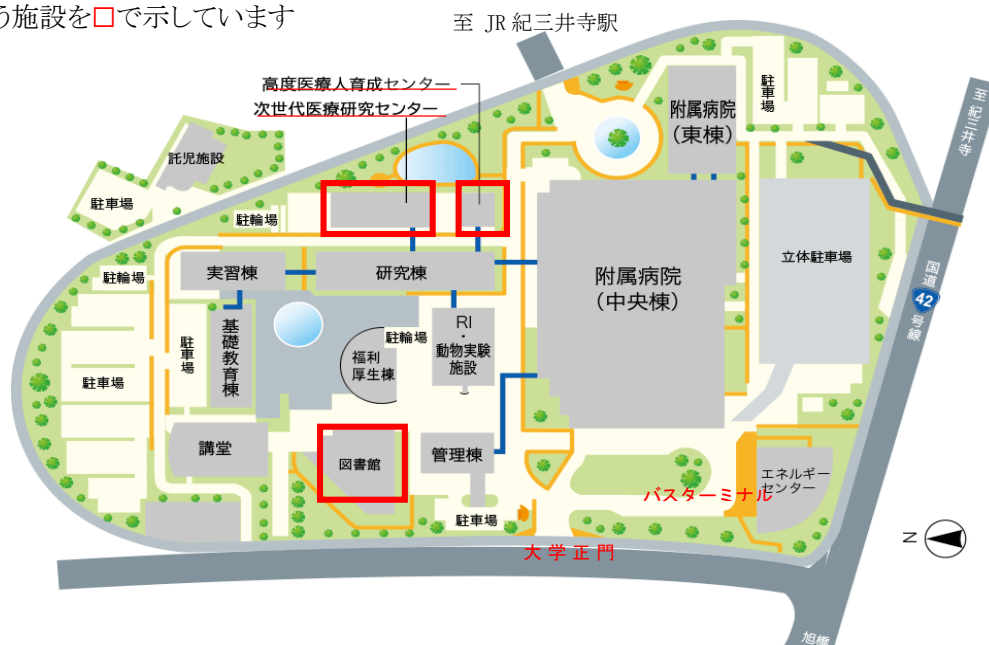 う施設を□で示しています
至 JR 紀三井寺駅
高度医療人育成センター
次世代医療研究センター
附属病院
（東棟）
駐車場
至 紀三井寺
託児施設
駐車場
駐輪場
駐輪場
実習棟
研究棟
附属病院
（中央棟）
立体駐車場
国道
42
号線
駐車場
基礎教育棟
駐車場
福利
厚生棟
駐輪場
RI
・
動物実験
施設
講堂
図書館
管理棟
駐車場
バスターミナル
エネルギー
センター
大学正門
N
旭橋